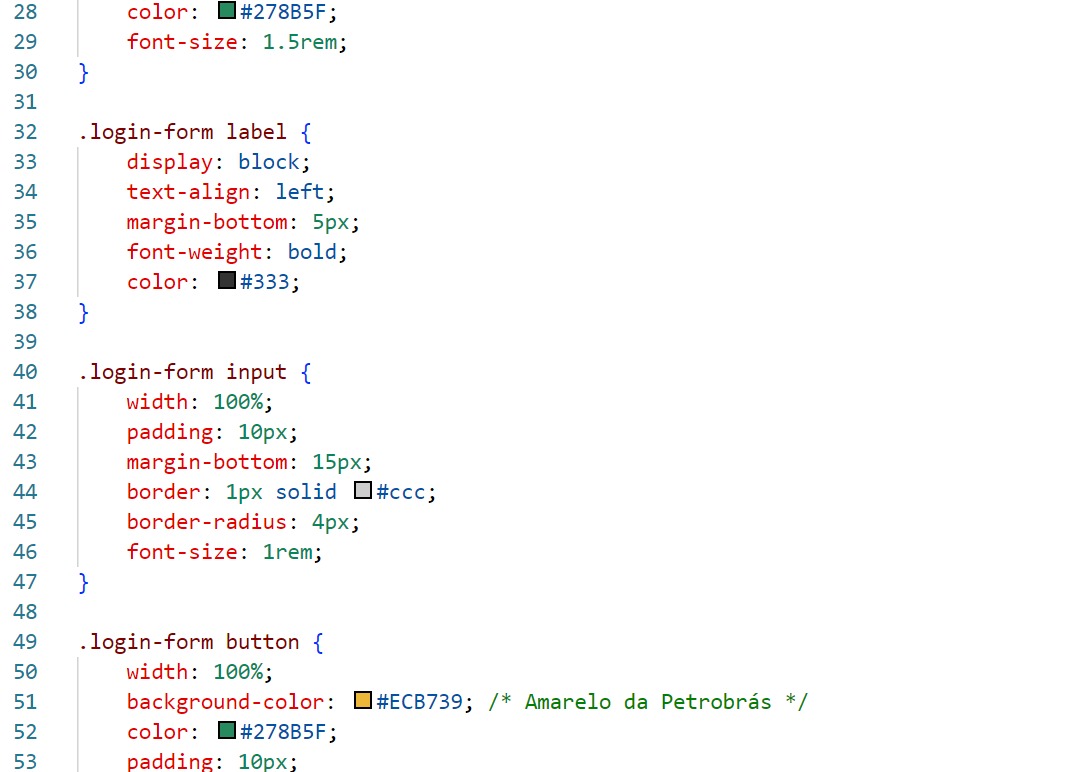 28 color: #278B5F;
29 font-size: 1.5rem;
30 }
31
32 .login-form label {
33 display: block;
34 text-align: left;
35 margin-bottom: 5px;
36 font-weight: bold;
37 color: #333;
38 }
39
40 .login-form input {
41 width: 100%;
42 padding: 10px;
43 margin-bottom: 15px;
44 border: 1px solid #ccc;
45 border-radius: 4px;
46 font-size: 1rem;
47 }
48
49 .login-form button {
50 width: 100%;
51 background-color: #ECB739; /* Amarelo da Petrobrás */
52 color: #278B5F;
53 padding: 10px;